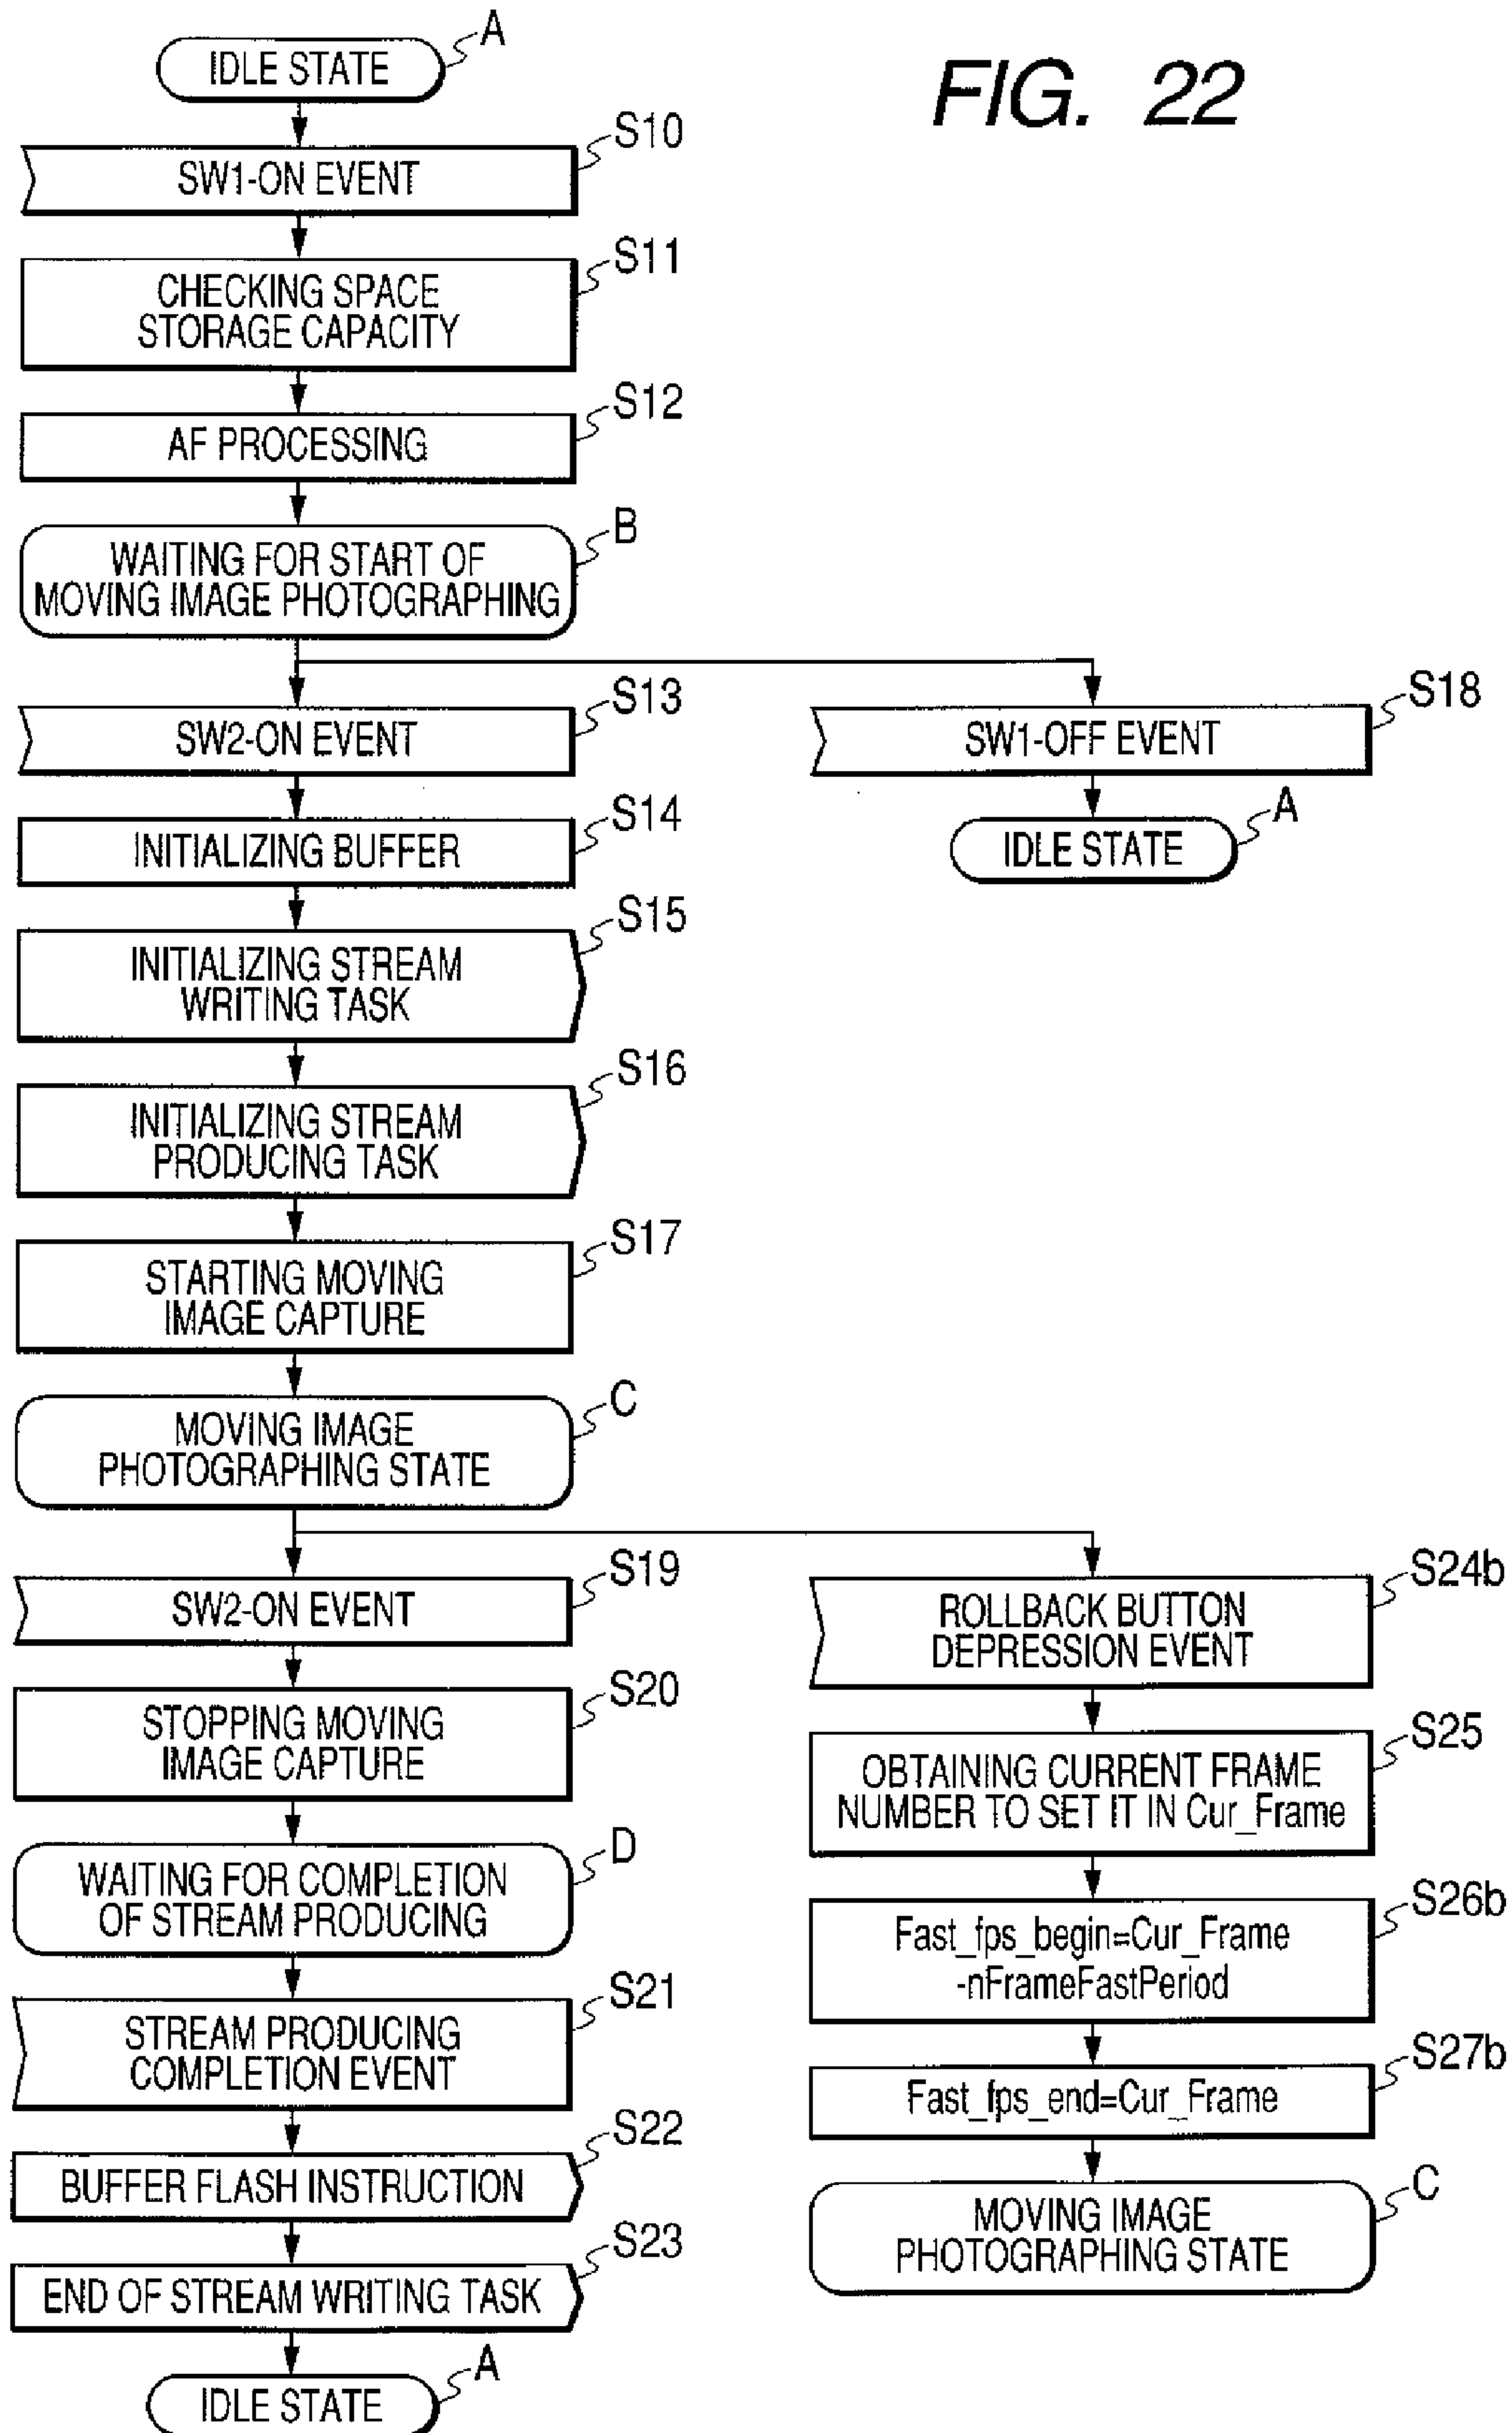 FIG. 22
IDLE STATE
A
SW1-ON EVENT
S10
CHECKING SPACE
STORAGE CAPACITY
S11
AF PROCESSING
S12
WAITING FOR START OF
MOVING IMAGE PHOTOGRAPHING
B
SW2-ON EVENT
S13
INITIALIZING BUFFER
S14
INITIALIZING STREAM
WRITING TASK
S15
INITIALIZING STREAM
PRODUCING TASK
S16
STARTING MOVING
IMAGE CAPTURE
S17
MOVING IMAGE
PHOTOGRAPHING STATE
C
SW2-ON EVENT
S19
STOPPING MOVING
IMAGE CAPTURE
S20
WAITING FOR COMPLETION
OF STREAM PRODUCING
D
STREAM PRODUCING
COMPLETION EVENT
S21
BUFFER FLASH INSTRUCTION
S22
END OF STREAM WRITING TASK
S23
IDLE STATE
A
SW1-OFF EVENT
S18
IDLE STATE
A
ROLLBACK BUTTON
DEPRESSION EVENT
S24b
OBTAINING CURRENT FRAME
NUMBER TO SET IT IN Cur_Frame
S25
Fast_fps_begin=Cur_Frame
-nFrameFastPeriod
S26b
Fast_fps_end=Cur_Frame
S27b
MOVING IMAGE
PHOTOGRAPHING STATE
C